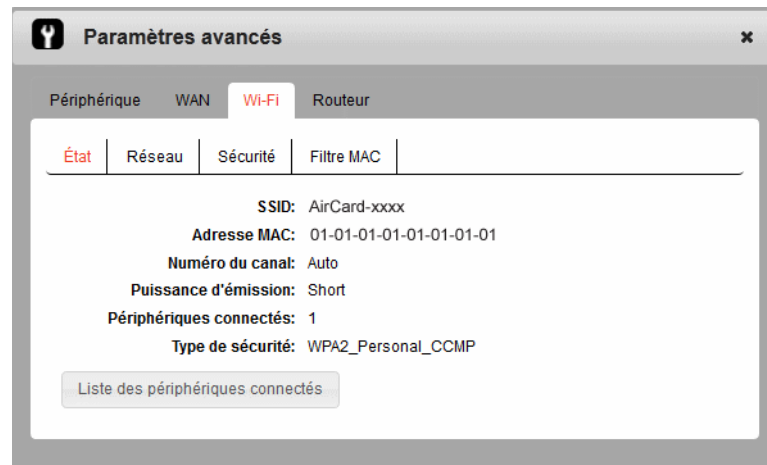 Paramètres avancés
Périphérique WAN Wi-Fi Routeur
État Réseau Sécurité Filtre MAC
SSID: AirCard-xxxx
Adresse MAC: 01-01-01-01-01-01-01-01
Numéro du canal: Auto
Puissance d'émission: Short
Périphériques connectés: 1
Type de sécurité: WPA2_Personal_CCMP
Liste des périphériques connectés